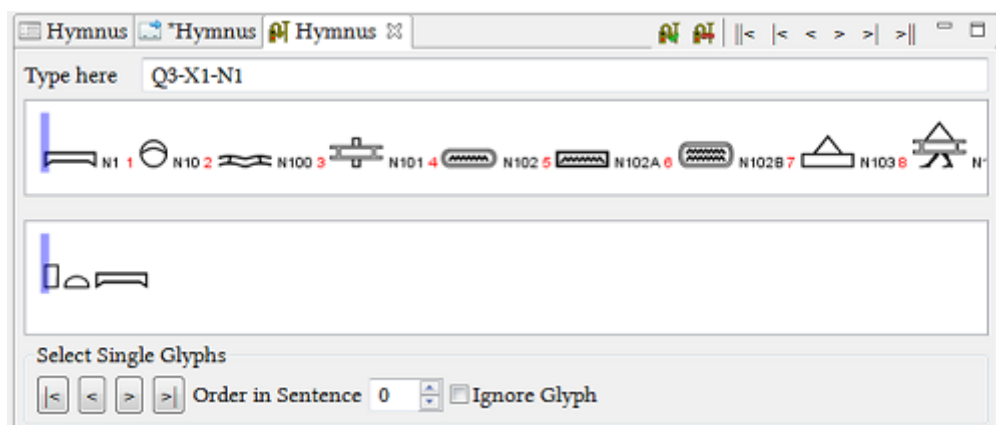 Hymnus *Hymnus Hymnus ||< |< < > >| >||
Type here Q3-X1-N1
N1 1 N10 2 N100 3 N101 4 N102 5 N102A 6 N102B 7 N103 8
Select Single Glyphs
|< < > >| Order in Sentence 0 Ignore Glyph